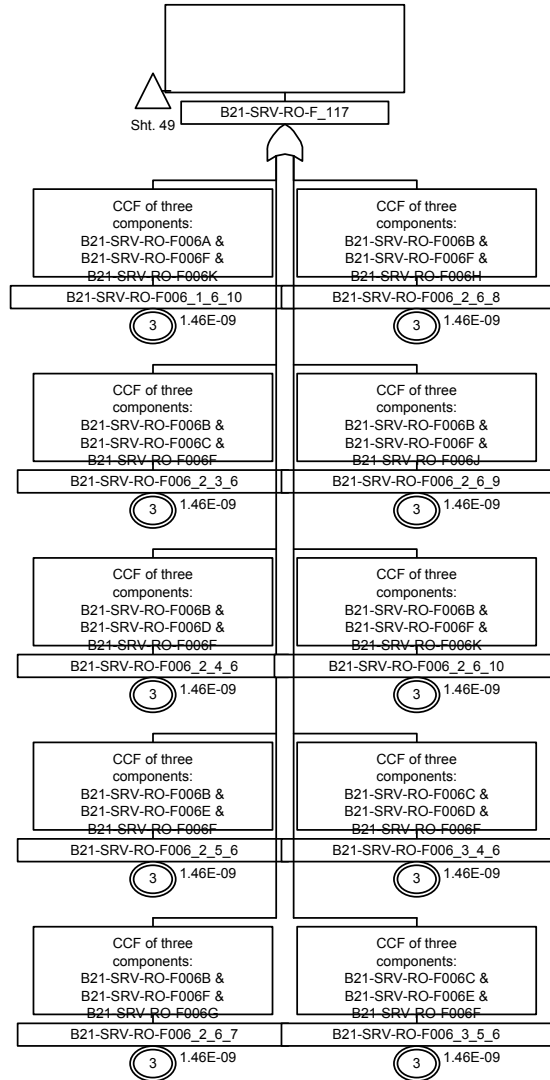 Sht. 49
B21-SRV-RO-F_117
CCF of three
components:
B21-SRV-RO-F006A &
B21-SRV-RO-F006F &
B21-SRV-RO-F006K
B21-SRV-RO-F006_1_6_10
3
1.46E-09
CCF of three
components:
B21-SRV-RO-F006B &
B21-SRV-RO-F006F &
B21-SRV-RO-F006H
B21-SRV-RO-F006_2_6_8
3
1.46E-09
CCF of three
components:
B21-SRV-RO-F006B &
B21-SRV-RO-F006C &
B21-SRV-RO-F006F
B21-SRV-RO-F006_2_3_6
3
1.46E-09
CCF of three
components:
B21-SRV-RO-F006B &
B21-SRV-RO-F006F &
B21-SRV-RO-F006J
B21-SRV-RO-F006_2_6_9
3
1.46E-09
CCF of three
components:
B21-SRV-RO-F006B &
B21-SRV-RO-F006D &
B21-SRV-RO-F006F
B21-SRV-RO-F006_2_4_6
3
1.46E-09
CCF of three
components:
B21-SRV-RO-F006B &
B21-SRV-RO-F006F &
B21-SRV-RO-F006K
B21-SRV-RO-F006_2_6_10
3
1.46E-09
CCF of three
components:
B21-SRV-RO-F006B &
B21-SRV-RO-F006E &
B21-SRV-RO-F006F
B21-SRV-RO-F006_2_5_6
3
1.46E-09
CCF of three
components:
B21-SRV-RO-F006C &
B21-SRV-RO-F006D &
B21-SRV-RO-F006F
B21-SRV-RO-F006_3_4_6
3
1.46E-09
CCF of three
components:
B21-SRV-RO-F006B &
B21-SRV-RO-F006F &
B21-SRV-RO-F006G
B21-SRV-RO-F006_2_6_7
3
1.46E-09
CCF of three
components:
B21-SRV-RO-F006C &
B21-SRV-RO-F006E &
B21-SRV-RO-F006F
B21-SRV-RO-F006_3_5_6
3
1.46E-09